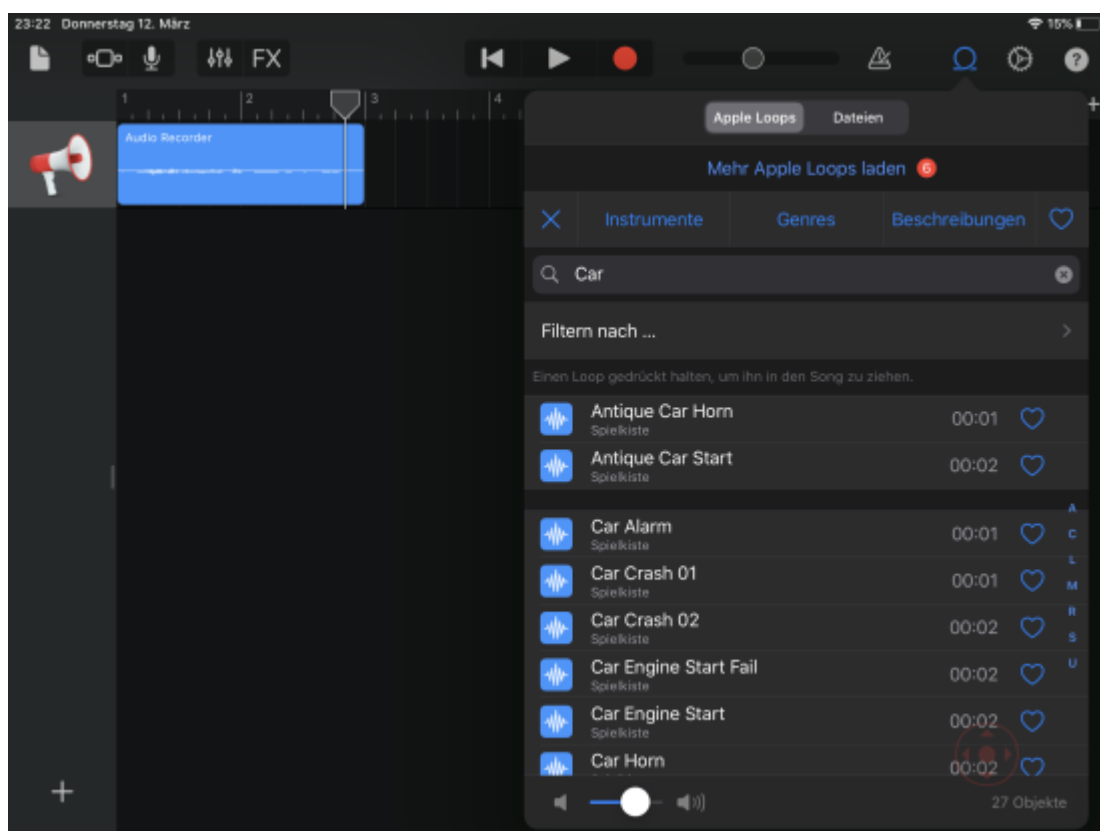 23:22 Donnerstag 12. März
15%
FX
?
1 2 3 4
+
Audio Recorder
Apple Loops Dateien
Mehr Apple Loops laden 6
Instrumente Genres Beschreibungen
Car
Filtern nach ...
Einen Loop gedrückt halten, um ihn in den Song zu ziehen.
Antique Car Horn 00:01
Spielkiste
Antique Car Start 00:02
Spielkiste
A
Car Alarm 00:01
C
Spielkiste
L
Car Crash 01 00:01
M
Spielkiste
R
Car Crash 02 00:02
S
Spielkiste
U
Car Engine Start Fail 00:02
Spielkiste
Car Engine Start 00:02
Spielkiste
Car Horn 00:02
+
27 Objekte